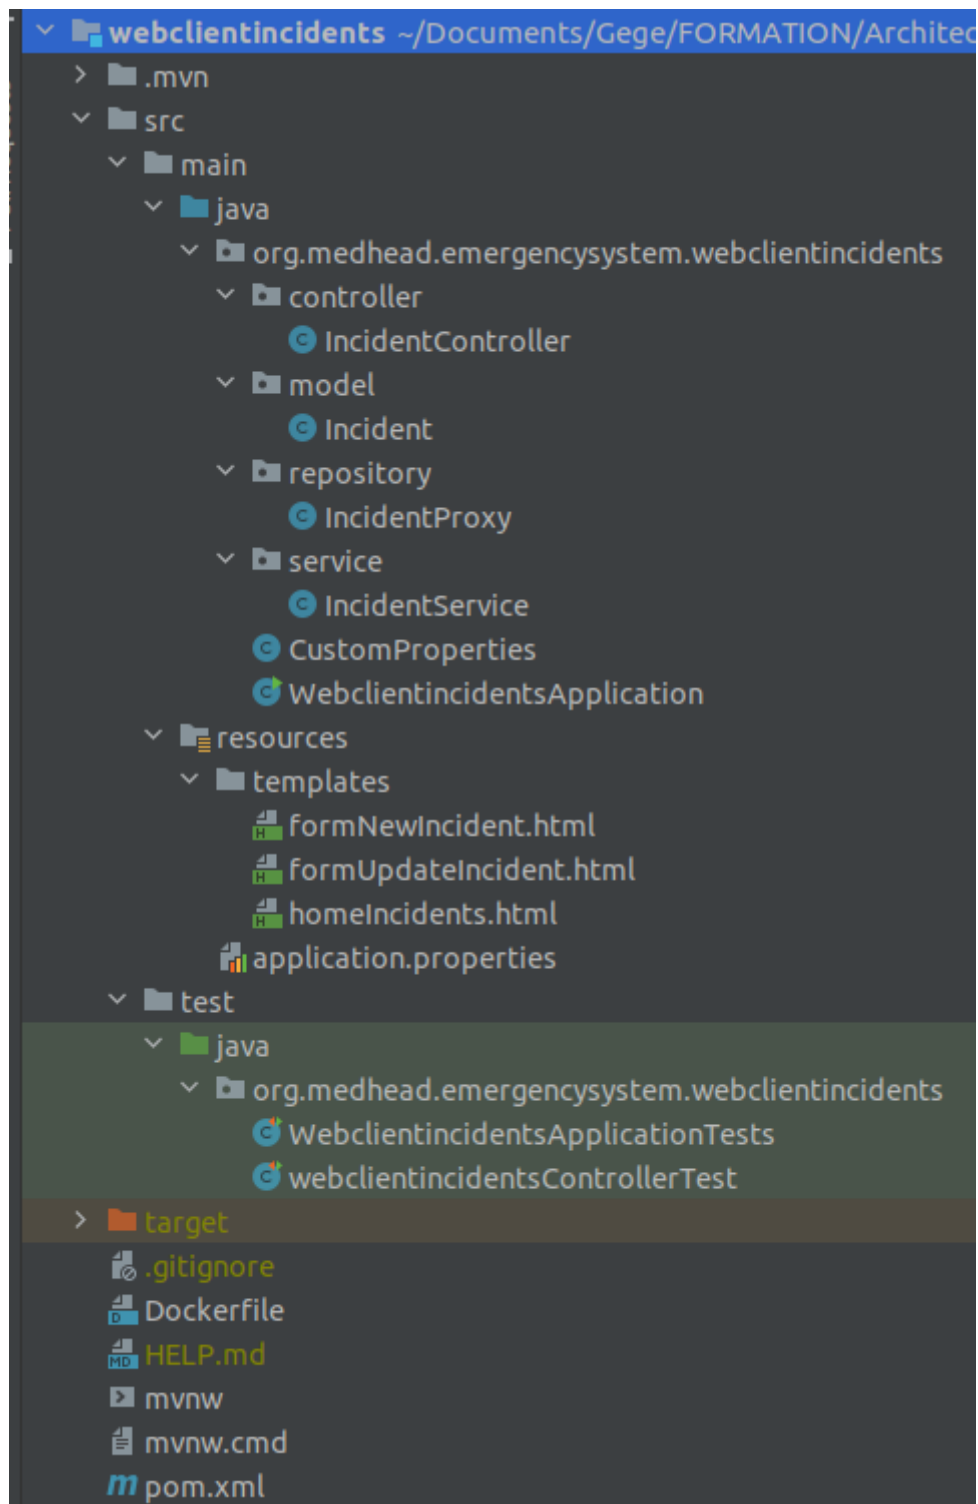 webclientincidents ~/Documents/Gege/FORMATION/Architec
.mvn
src
main
java
org.medhead.emergencysystem.webclientincidents
controller
IncidentController
model
Incident
repository
IncidentProxy
service
IncidentService
CustomProperties
WebclientincidentsApplication
resources
templates
formNewIncident.html
formUpdateIncident.html
homeIncidents.html
application.properties
test
java
org.medhead.emergencysystem.webclientincidents
WebclientincidentsApplicationTests
webclientincidentsControllerTest
target
.gitignore
Dockerfile
HELP.md
mvnw
mvnw.cmd
pom.xml